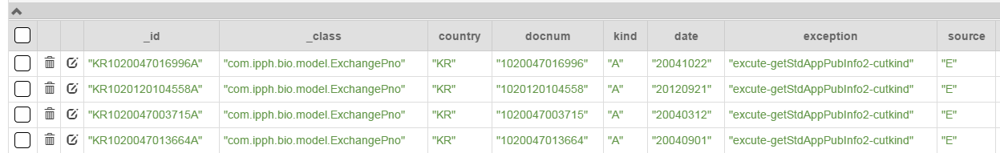 _id _class country docnum kind date exception source
"KR1020047016996A" "com.ipph.bio.model.ExchangePno" "KR" "1020047016996" "A" "20041022" "excute-getStdAppPubInfo2-cutkind" "E"
"KR1020120104558A" "com.ipph.bio.model.ExchangePno" "KR" "1020120104558" "A" "20120921" "excute-getStdAppPubInfo2-cutkind" "E"
"KR1020047003715A" "com.ipph.bio.model.ExchangePno" "KR" "1020047003715" "A" "20040312" "excute-getStdAppPubInfo2-cutkind" "E"
"KR1020047013664A" "com.ipph.bio.model.ExchangePno" "KR" "1020047013664" "A" "20040901" "excute-getStdAppPubInfo2-cutkind" "E"